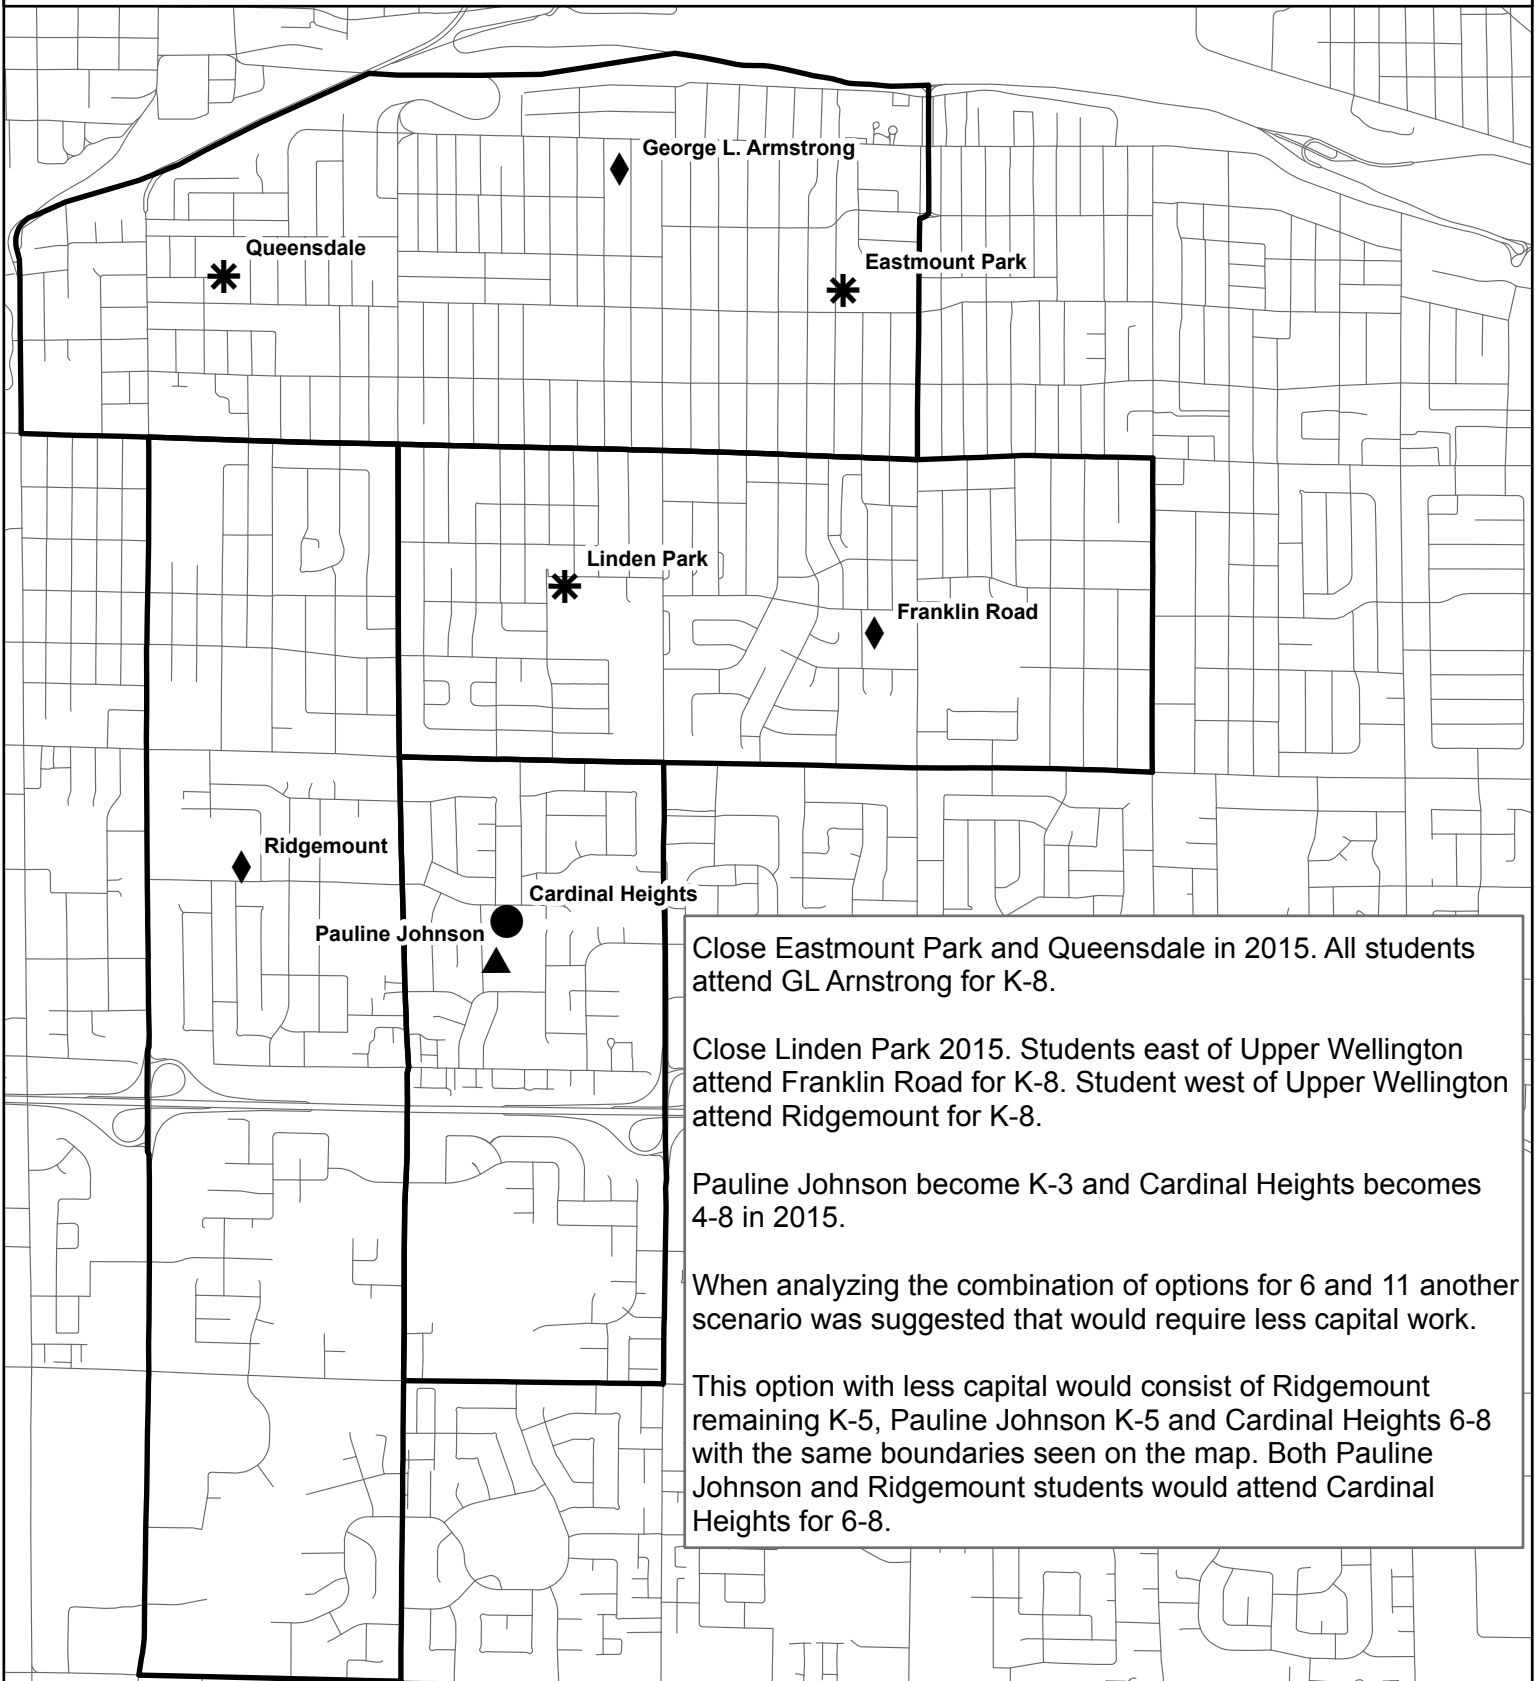 George L. Armstrong
Queensdale
Eastmount Park
Linden Park
Franklin Road
Ridgemount
Cardinal Heights
Pauline Johnson
Close Eastmount Park and Queensdale in 2015. All students
attend GL Arnstrong for K-8.
Close Linden Park 2015. Students east of Upper Wellington
attend Franklin Road for K-8. Student west of Upper Wellington
attend Ridgemount for K-8.
Pauline Johnson become K-3 and Cardinal Heights becomes
4-8 in 2015.
When analyzing the combination of options for 6 and 11 another
scenario was suggested that would require less capital work.
This option with less capital would consist of Ridgemount
remaining K-5, Pauline Johnson K-5 and Cardinal Heights 6-8
with the same boundaries seen on the map. Both Pauline
Johnson and Ridgemount students would attend Cardinal
Heights for 6-8.